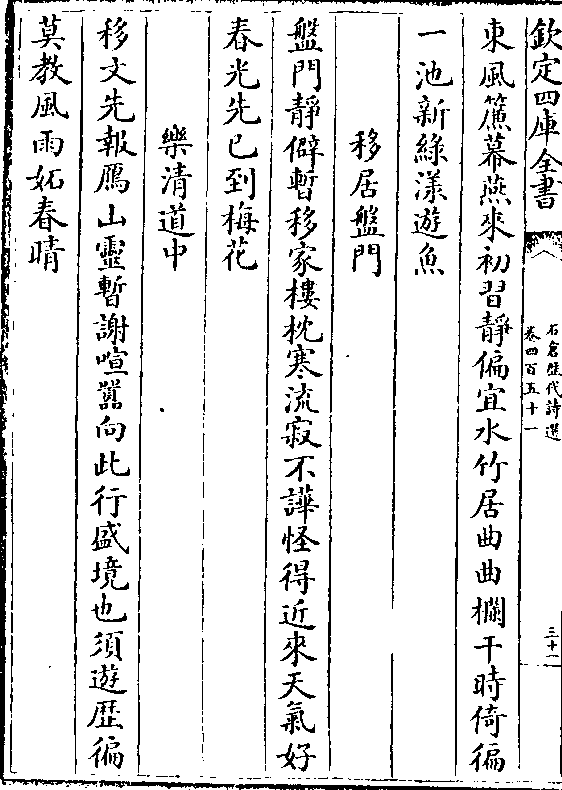 欽定四庫全書
石倉歷代詩選
卷四百五十一
三十一
東風簾幕燕來初習靜偏宜水竹居曲曲欄干時倚徧
一池新綠漾遊魚
移居盤門
盤門靜僻暫移家樓枕寒流寂不譁怪得近來天氣好
春光先已到梅花
樂清道中
移文先報鴈山靈暫謝喧囂向此行盛境也須遊歴徧
莫教風雨妬春晴